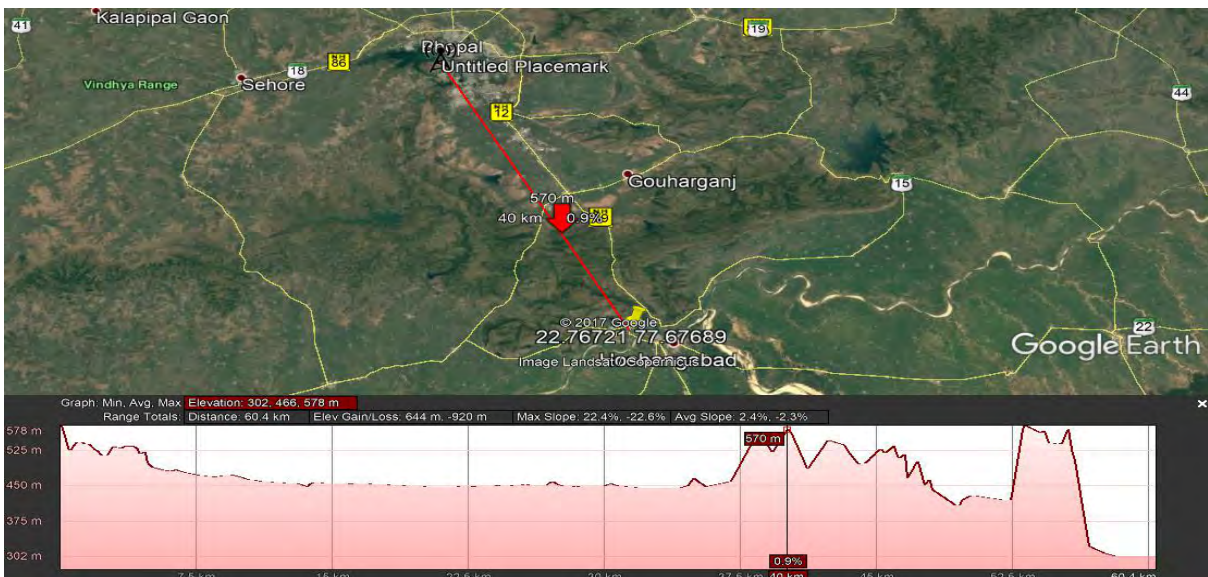 41
Kalapipal Gaon
19
Bhopal
86
18
Untitled Placemark
Sehore
Vindhya Range
44
12
Gouharganj
15
570 m
40 km 0.9%
© 2017 Google
22.76721 77.67689
22
Image Landsat / Copernicus
Hoshangabad
Google Earth
Graph: Min, Avg, Max Elevation: 302, 466, 578 m
Range Totals: Distance: 60.4 km Elev Gain/Loss: 644 m, -920 m Max Slope: 22.4%, -22.6% Avg Slope: 2.4%, -2.3%
578 m
570 m
525 m
450 m
375 m
302 m
0.9%
7.5 km 15 km 22.5 km 30 km 37.5 km 40 km 45 km 52.5 km 60.4 km